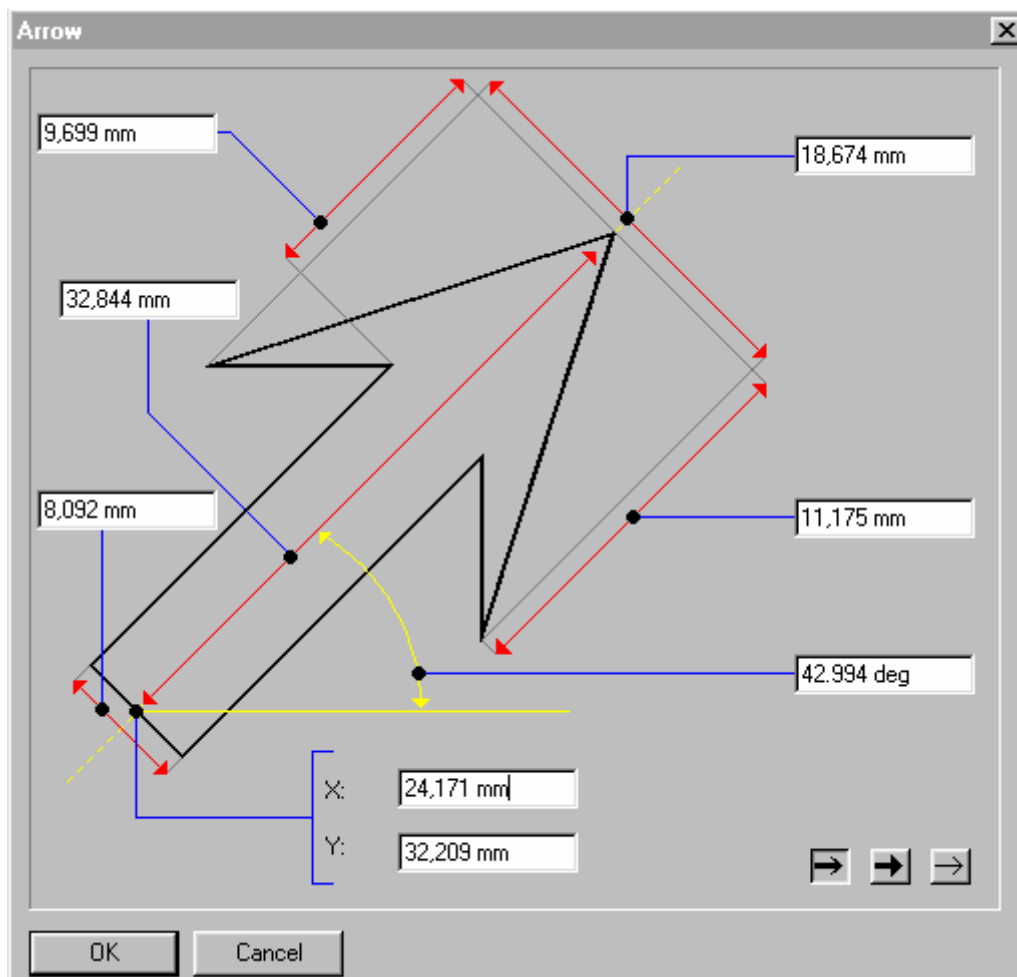 Arrow
9,699 mm
18,674 mm
32,844 mm
8,092 mm
11,175 mm
42.994 deg
X: 24,171 mm
Y: 32,209 mm
OK
Cancel